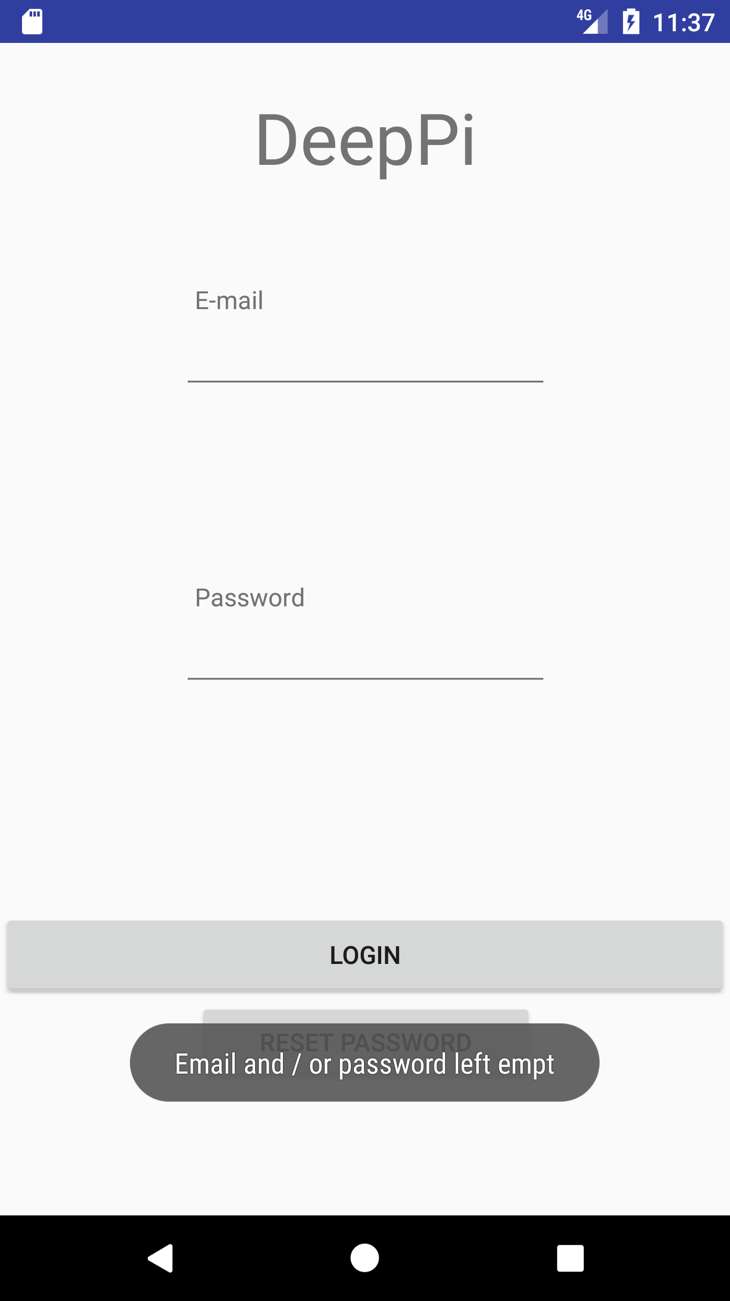 4G 11:37
DeepPi
E-mail
Password
LOGIN
RESET PASSWORD
Email and / or password left empt